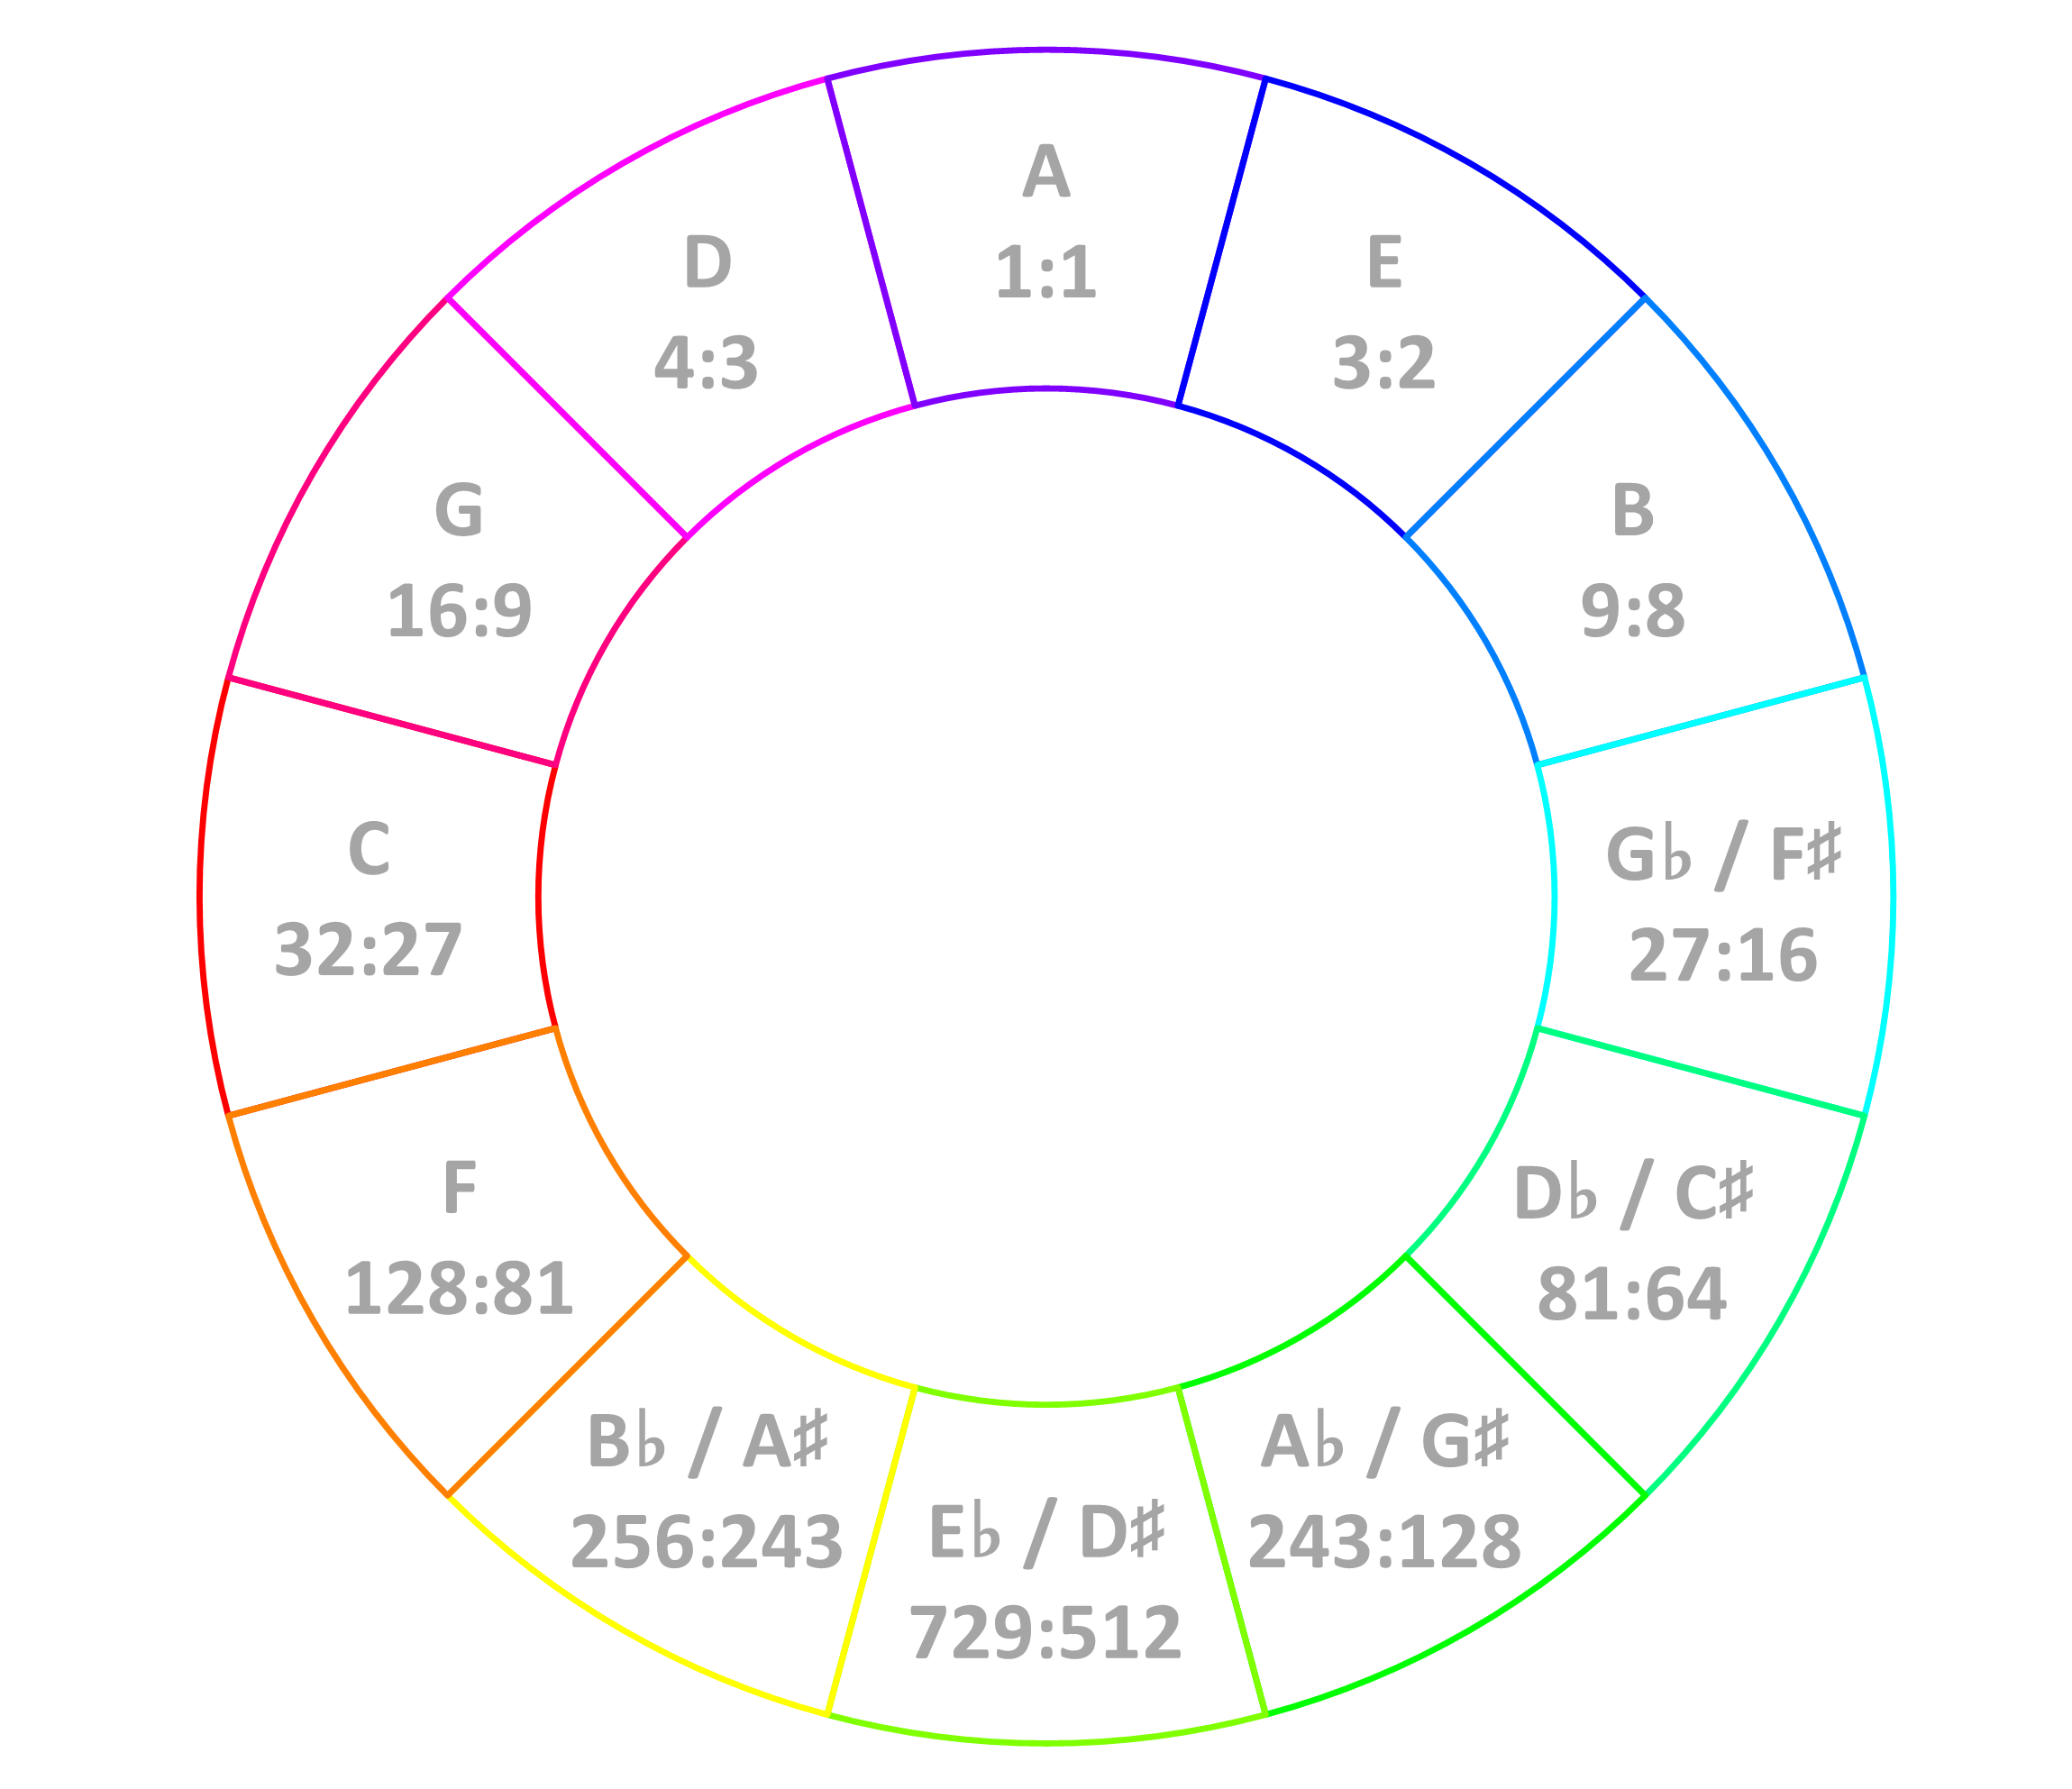 A
1:1
E
3:2
B
9:8
G♭ / F♯
27:16
D♭ / C♯
81:64
A♭ / G♯
243:128
E♭ / D♯
729:512
B♭ / A♯
256:243
F
128:81
C
32:27
G
16:9
D
4:3